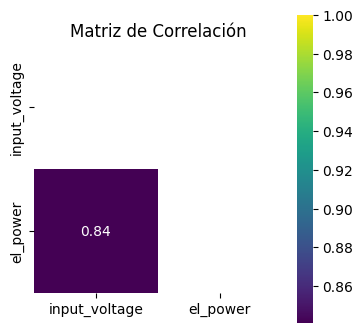 Matriz de Correlación
input_voltage
el_power
0.84
input_voltage
el_power
1.00
0.98
0.96
0.94
0.92
0.90
0.88
0.86